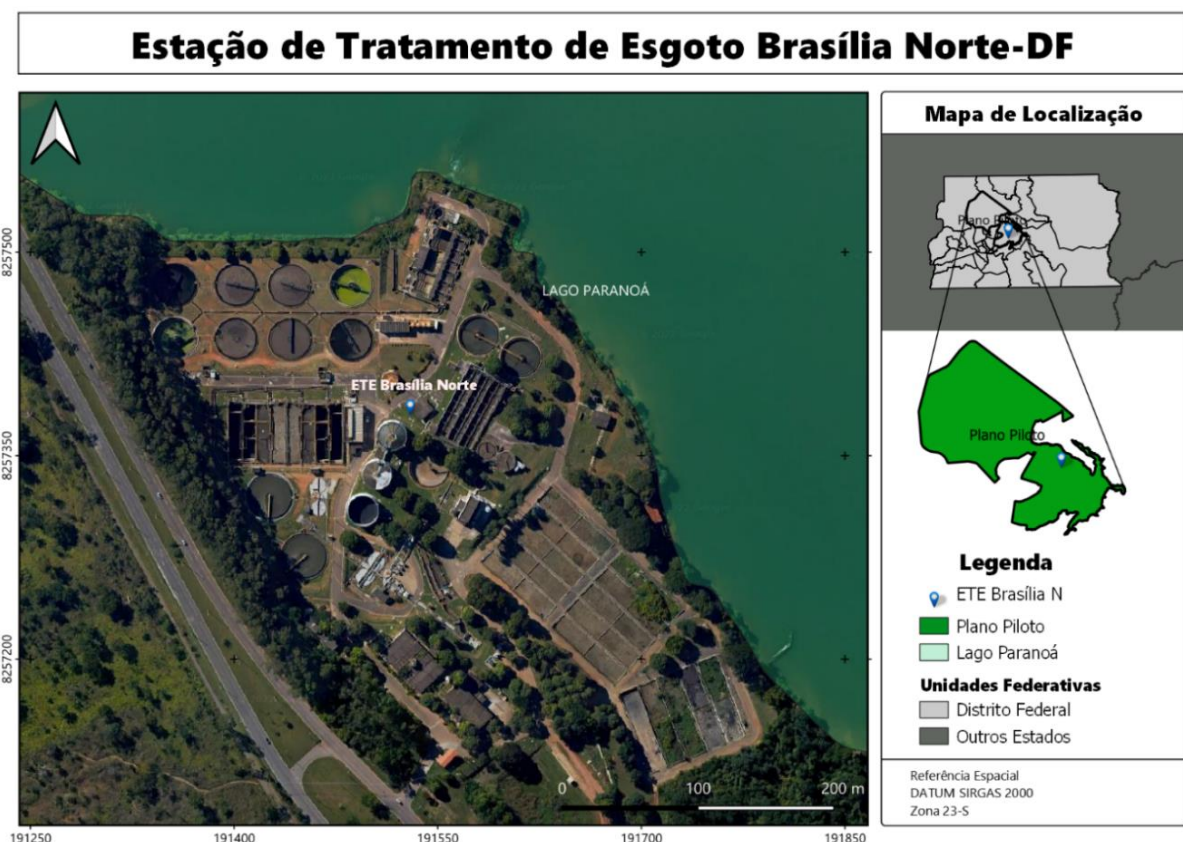 Estação de Tratamento de Esgoto Brasília Norte-DF
8257500
8257350
8257200
LAGO PARANOÁ
ETE Brasília Norte
0 100 200 m
191250 191400 191550 191700 191850
Mapa de Localização
Plano Piloto
Plano Piloto
Legenda
ETE Brasília N
Plano Piloto
Lago Paranoá
Unidades Federativas
Distrito Federal
Outros Estados
Referência Espacial
DATUM SIRGAS 2000
Zona 23-S